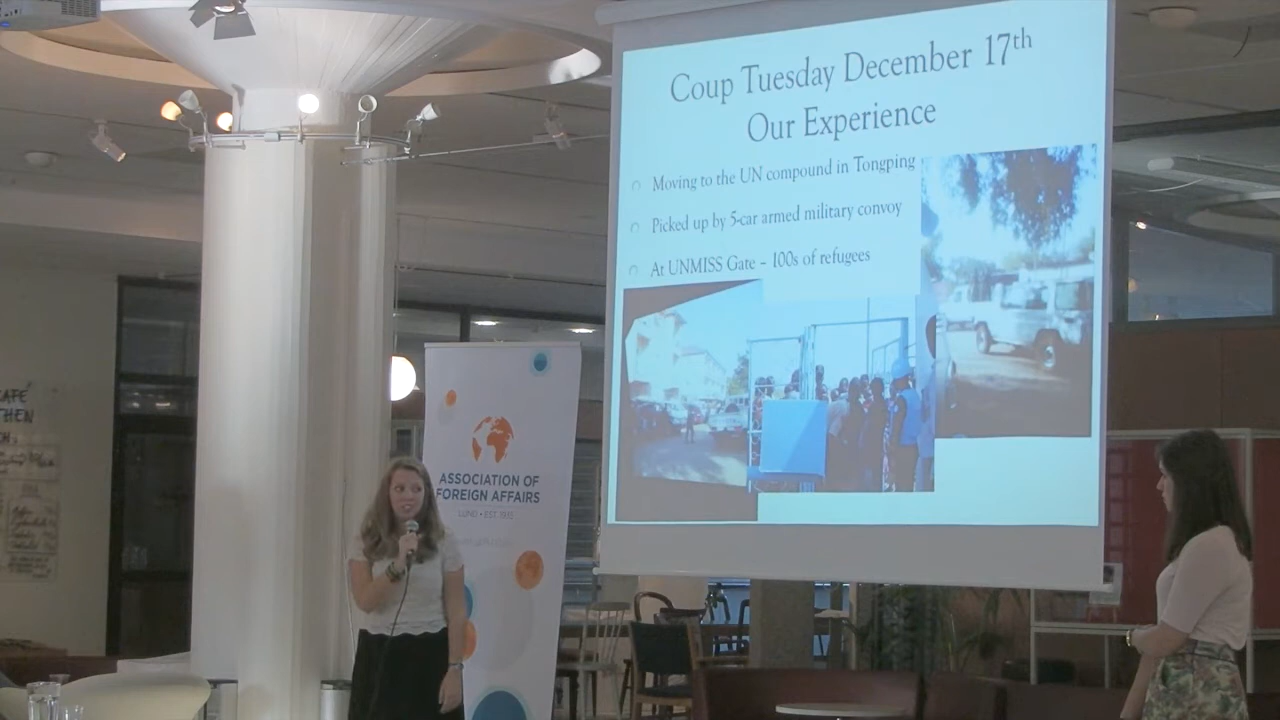 Coup Tuesday December 17th
Our Experience
Moving to the UN compound in Tongping
Picked up by 5-car armed military convoy
At UNMISS Gate – 100s of refugees
ASSOCIATION OF
FOREIGN AFFAIRS
LUND • EST. 1935